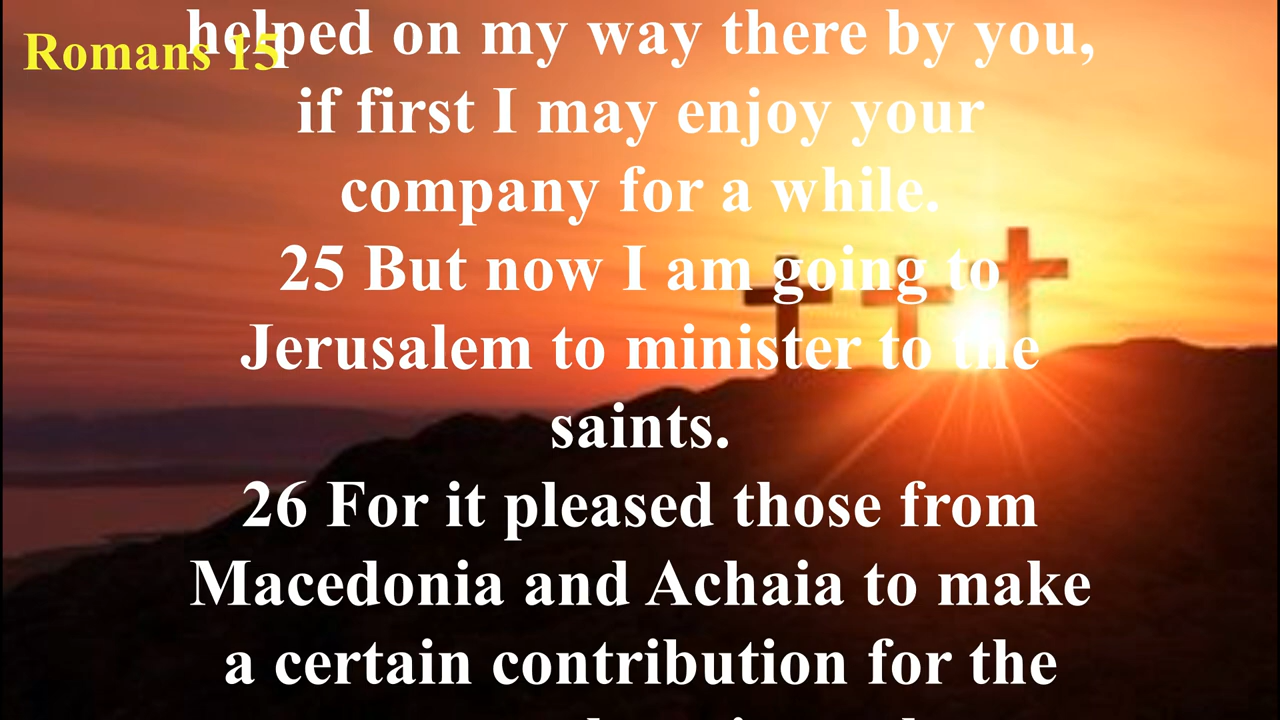 Romans 15
helped on my way there by you,
if first I may enjoy your
company for a while.
25 But now I am going to
Jerusalem to minister to the
saints.
26 For it pleased those from
Macedonia and Achaia to make
a certain contribution for the